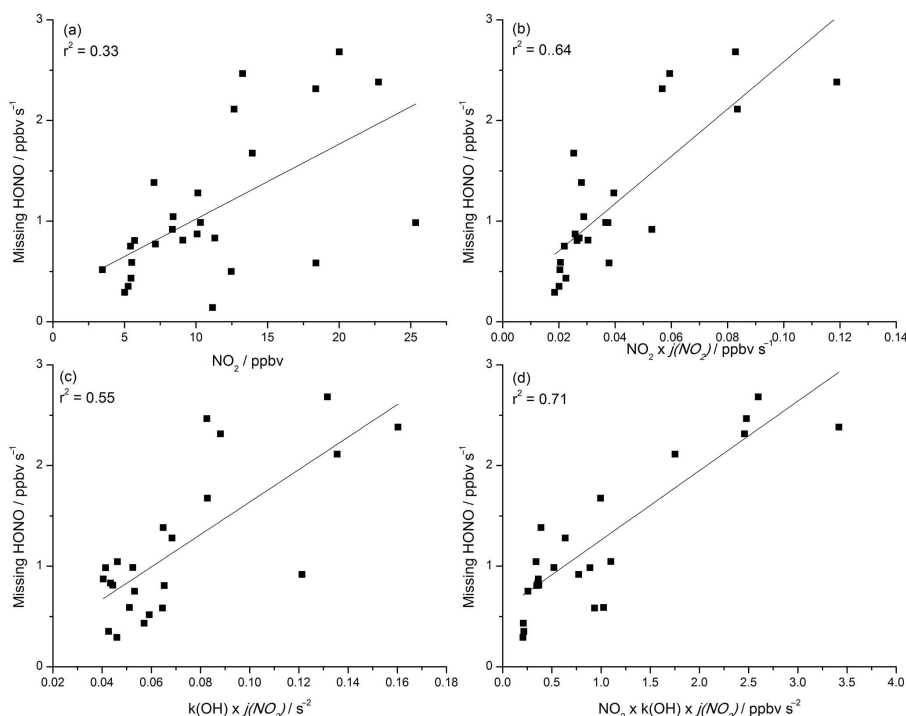 (a)
r² = 0.33
3
2
1
0
Missing HONO / ppbv s⁻¹
0 5 10 15 20 25
NO₂ / ppbv
(b)
r² = 0..64
3
2
1
0
Missing HONO / ppbv s⁻¹
0.00 0.02 0.04 0.06 0.08 0.10 0.12 0.14
NO₂ x j(NO₂) / ppbv s⁻¹
(c)
r² = 0.55
3
2
1
0
Missing HONO / ppbv s⁻¹
0.02 0.04 0.06 0.08 0.10 0.12 0.14 0.16 0.18
k(OH) x j(NO₂) / s⁻²
(d)
r² = 0.71
3
2
1
0
Missing HONO / ppbv s⁻¹
0.0 0.5 1.0 1.5 2.0 2.5 3.0 3.5 4.0
NO₂ x k(OH) x j(NO₂) / ppbv s⁻²